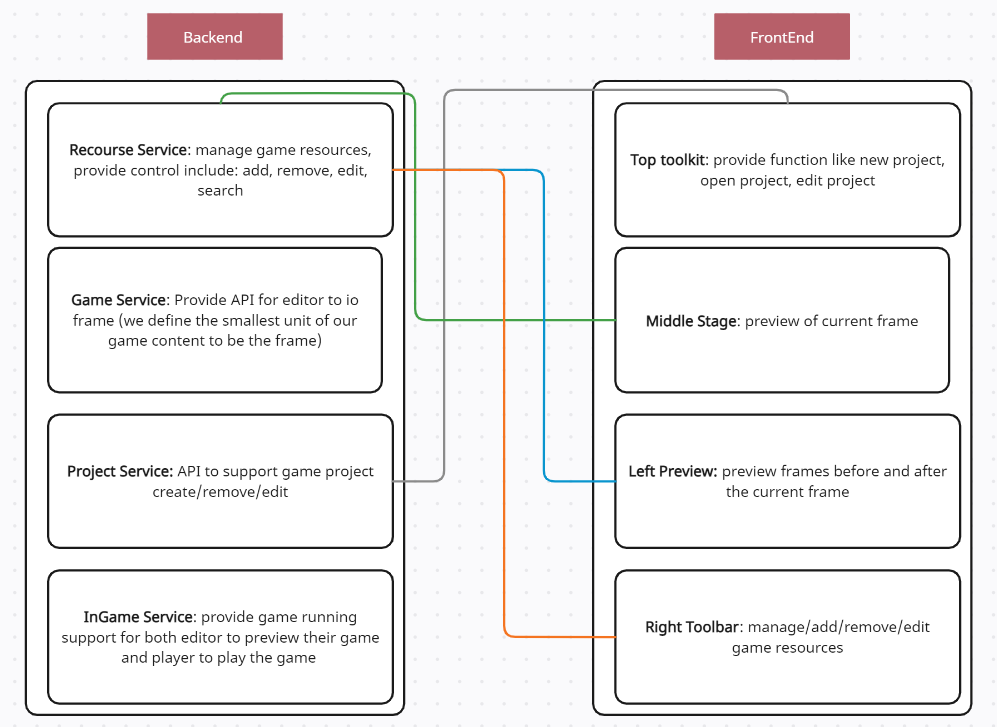 Backend
Recourse Service: manage game resources,
provide control include: add, remove, edit,
search
Game Service: Provide API for editor to io
frame (we define the smallest unit of our
game content to be the frame)
Project Service: API to support game project
create/remove/edit
InGame Service: provide game running
support for both editor to preview their game
and player to play the game
FrontEnd
Top toolkit: provide function like new project,
open project, edit project
Middle Stage: preview of current frame
Left Preview: preview frames before and after
the current frame
Right Toolbar: manage/add/remove/edit
game resources